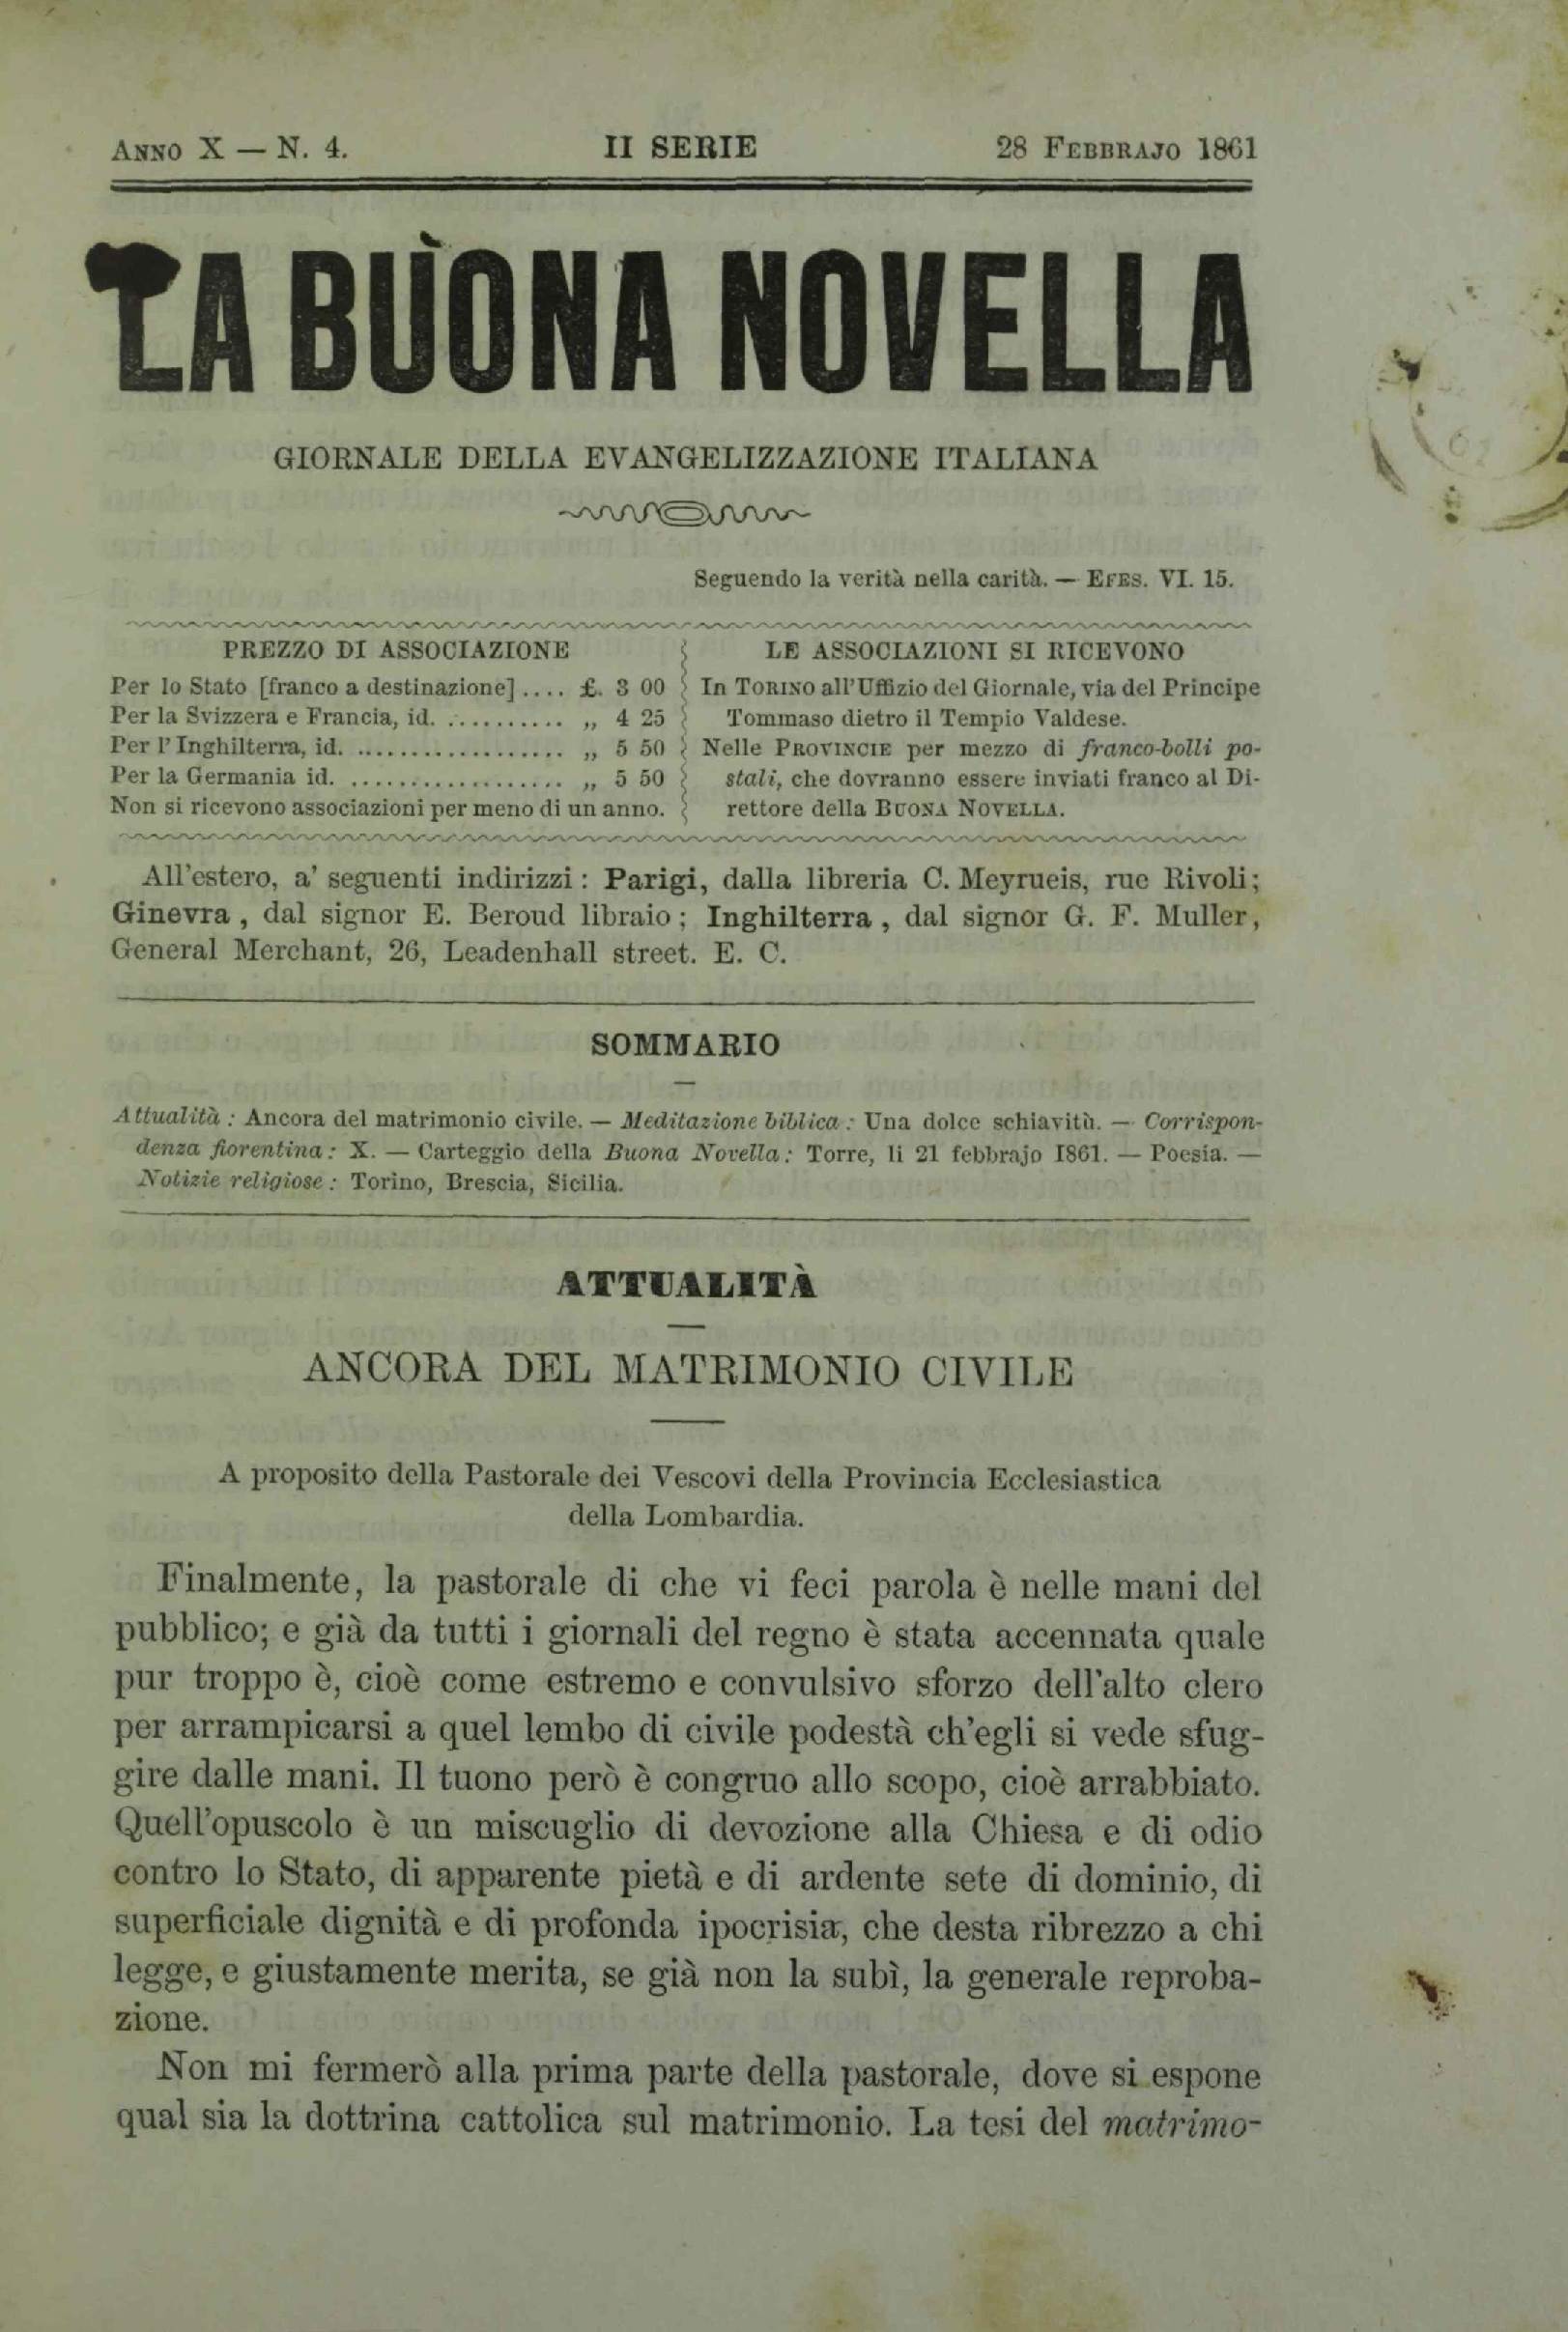 ANNO X — N. 4.
II SERIE
28 FEBBRAJO 1861
LA BUONA NOVELLA
GIORNALE DELLA EVANGELIZZAZIONE ITALIANA
Seguendo la verità nella carità. — EFES. VI. 15.
PREZZO DI ASSOCIAZIONE
Per lo Stato [franco a destinazione].... £. 3 00
Per la Svizzera e Francia, id. ........... „ 4 25
Per l'Inghilterra, id. .................. „ 5 50
Per la Germania id. .................. „ 5 50
Non si ricevono associazioni per meno di un anno.
LE ASSOCIAZIONI SI RICEVONO
In TORINO all'Uffizio del Giornale, via del Principe
Tommaso dietro il Tempio Valdese.
Nelle PROVINCIE per mezzo di franco-bolli po-
stali, che dovranno essere inviati franco al Di-
rettore della BUONA NOVELLA.
All'estero, a' seguenti indirizzi: Parigi, dalla libreria C. Meyrueis, rue Rivoli;
Ginevra, dal signor E. Beroud libraio; Inghilterra, dal signor G. F. Muller,
General Merchant, 26, Leadenhall street. E. C.
SOMMARIO
Attualità: Ancora del matrimonio civile. — Meditazione biblica: Una dolce schiavitù. — Corrispon-
denza fiorentina: X. — Carteggio della Buona Novella: Torre, li 21 febbrajo 1861. — Poesia. —
Notizie religiose: Torino, Brescia, Sicilia.
ATTUALITÀ
ANCORA DEL MATRIMONIO CIVILE
A proposito della Pastorale dei Vescovi della Provincia Ecclesiastica
della Lombardia.
Finalmente, la pastorale di che vi feci parola è nelle mani del
pubblico; e già da tutti i giornali del regno è stata accennata quale
pur troppo è, cioè come estremo e convulsivo sforzo dell'alto clero
per arrampicarsi a quel lembo di civile podestà ch'egli si vede sfug-
gire dalle mani. Il tuono però è congruo allo scopo, cioè arrabbiato.
Quell'opuscolo è un miscuglio di devozione alla Chiesa e di odio
contro lo Stato, di apparente pietà e di ardente sete di dominio, di
superficiale dignità e di profonda ipocrisia, che desta ribrezzo a chi
legge, e giustamente merita, se già non la subì, la generale reproba-
zione.
Non mi fermerò alla prima parte della pastorale, dove si espone
qual sia la dottrina cattolica sul matrimonio. La tesi del matrimo-